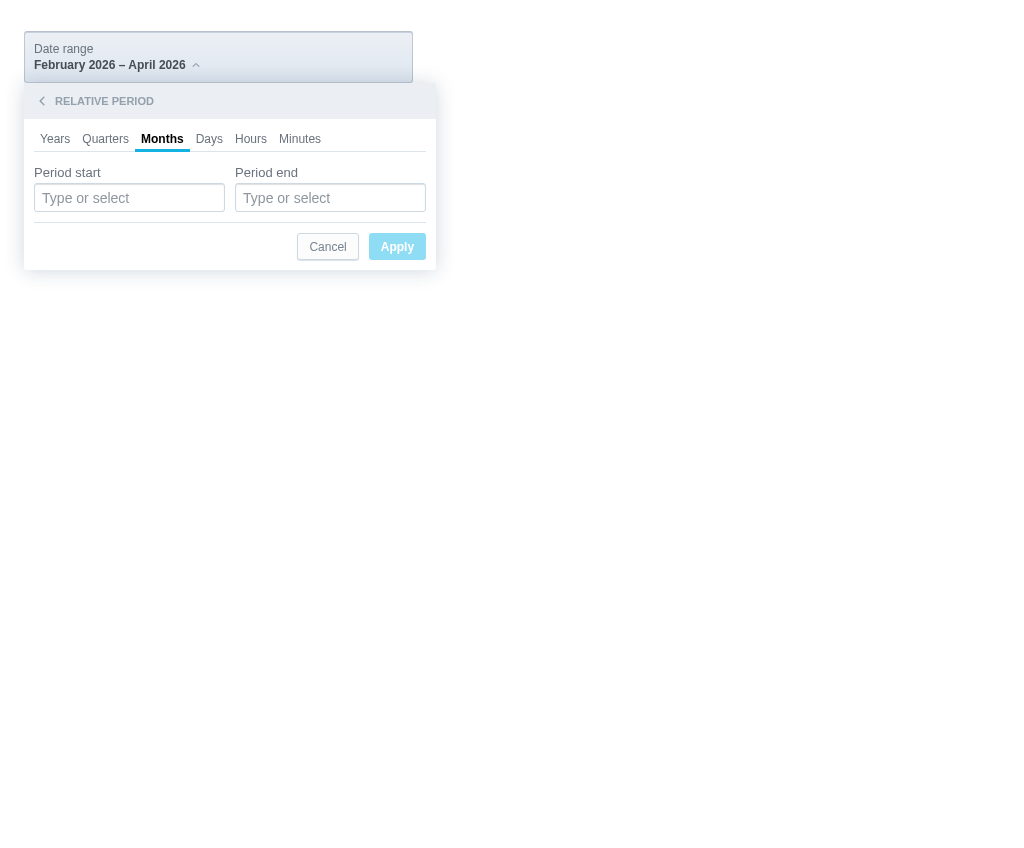 Date range
February 2026 – April 2026
RELATIVE PERIOD
Years Quarters Months Days Hours Minutes
Period start Period end
Type or select Type or select
Cancel Apply